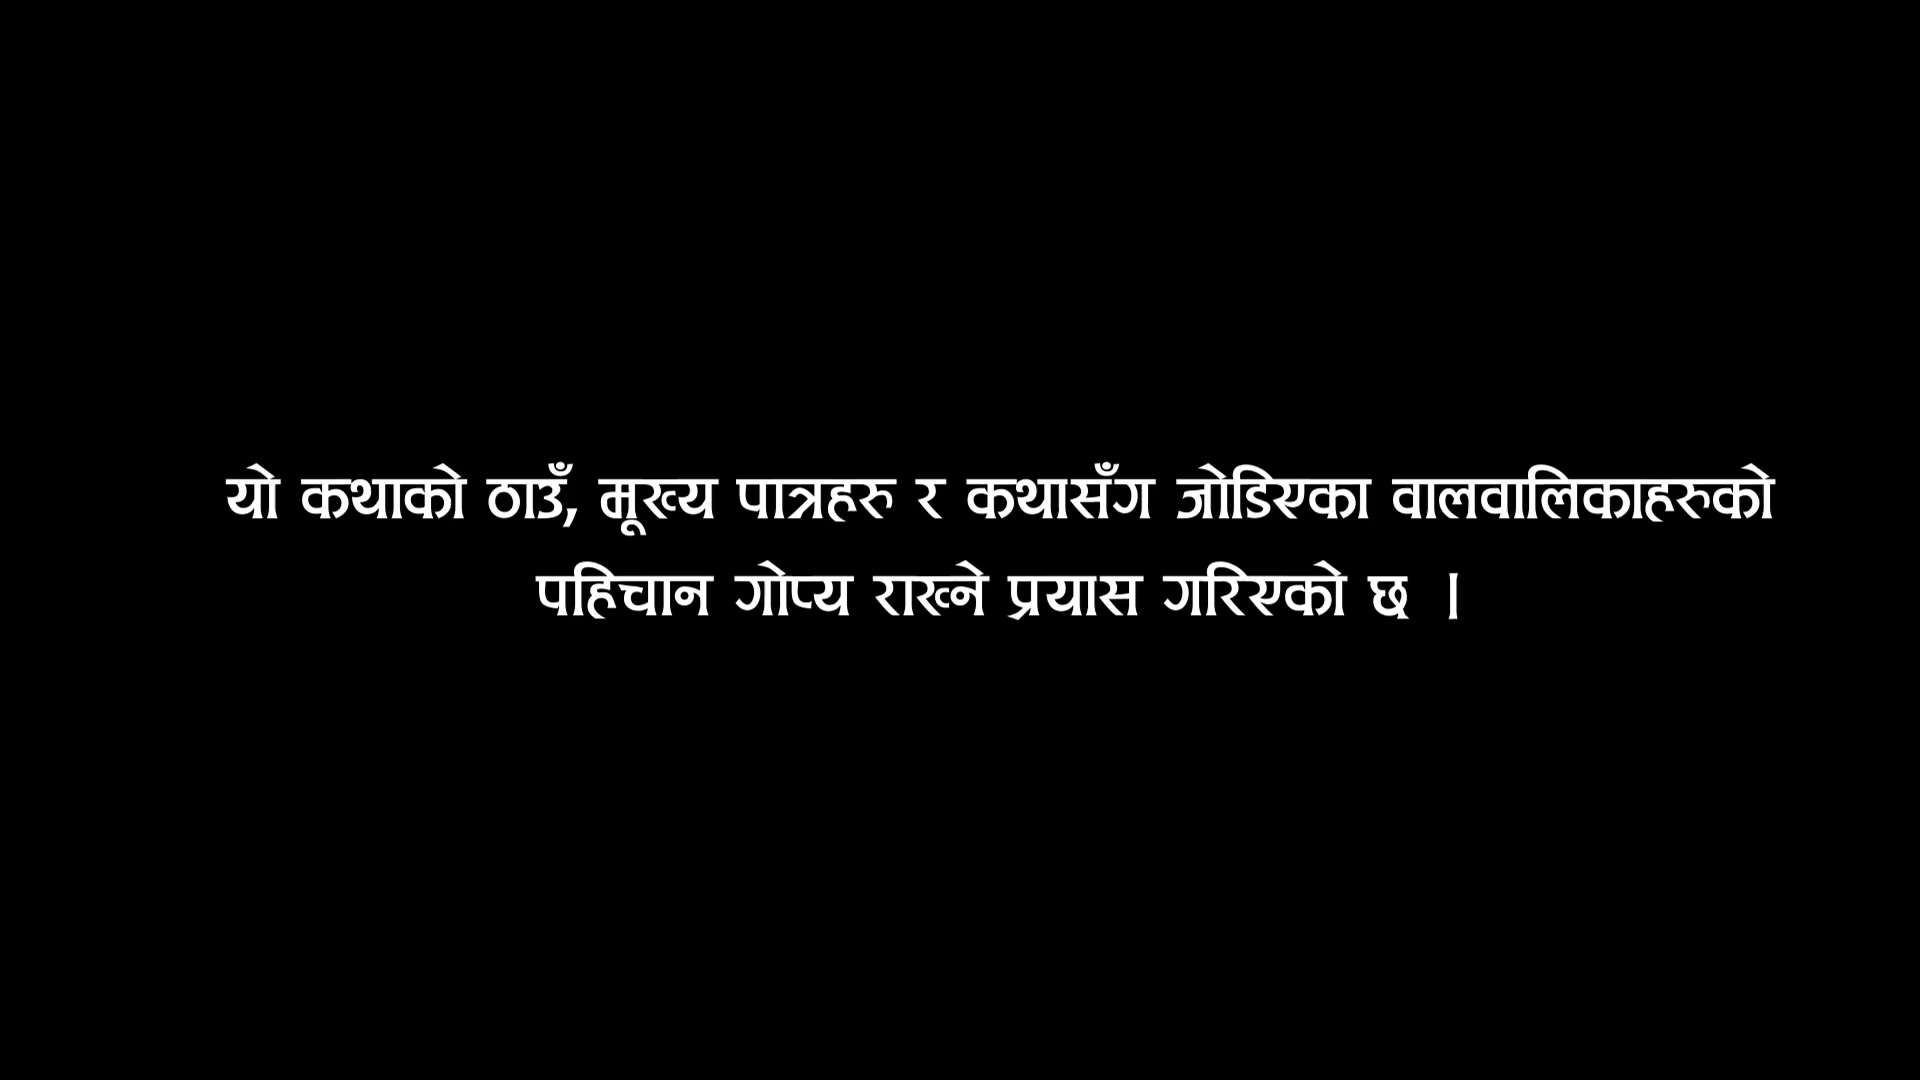 यो कथाको ठाउँ, मूख्य पात्रहरु र कथासँग जोडिएका वालवालिकाहरुको
पहिचान गोप्य राख्ने प्रयास गरिएको छ ।